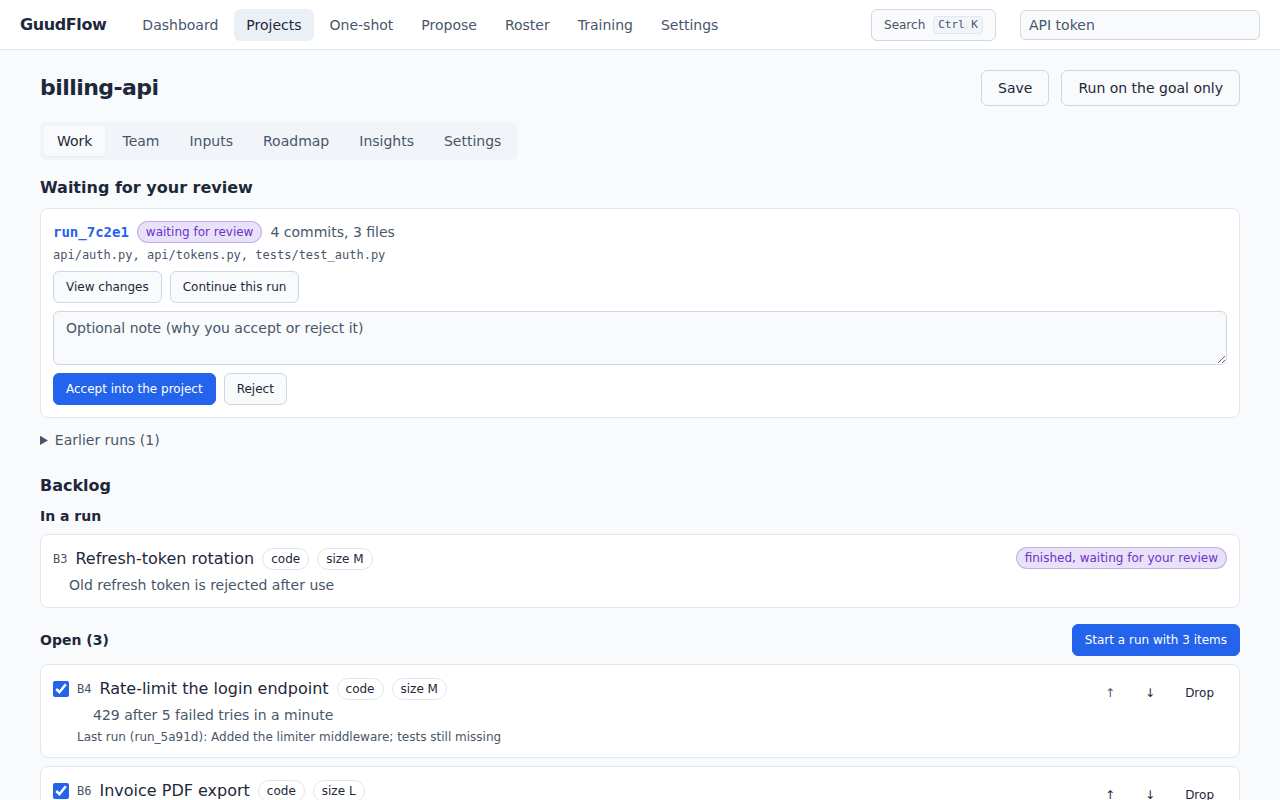 GuudFlow Dashboard Projects One-shot Propose Roster Training Settings Search Ctrl K API token
billing-api Save Run on the goal only
Work Team Inputs Roadmap Insights Settings
Waiting for your review
run_7c2e1 waiting for review 4 commits, 3 files
api/auth.py, api/tokens.py, tests/test_auth.py
View changes Continue this run
Optional note (why you accept or reject it)
Accept into the project Reject
▶ Earlier runs (1)
Backlog
In a run
B3 Refresh-token rotation code size M finished, waiting for your review
Old refresh token is rejected after use
Open (3) Start a run with 3 items
B4 Rate-limit the login endpoint code size M ↑ ↓ Drop
429 after 5 failed tries in a minute
Last run (run_5a91d): Added the limiter middleware; tests still missing
B6 Invoice PDF export code size L ↑ ↓ Drop